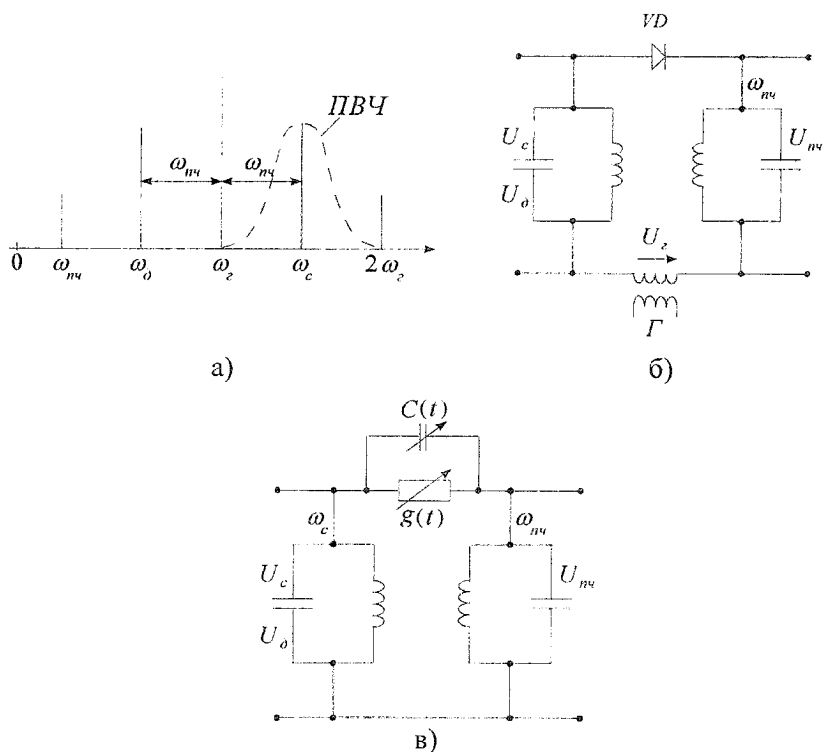 ПВЧ
ω_пч ω_пч
0 ω_пч ω_д ω_г ω_с 2ω_г
а)
VD
ω_пч
U_с
U_д
U_пч
U_г
Г
б)
C(t)
g(t)
ω_с ω_пч
U_с
U_д
U_пч
в)